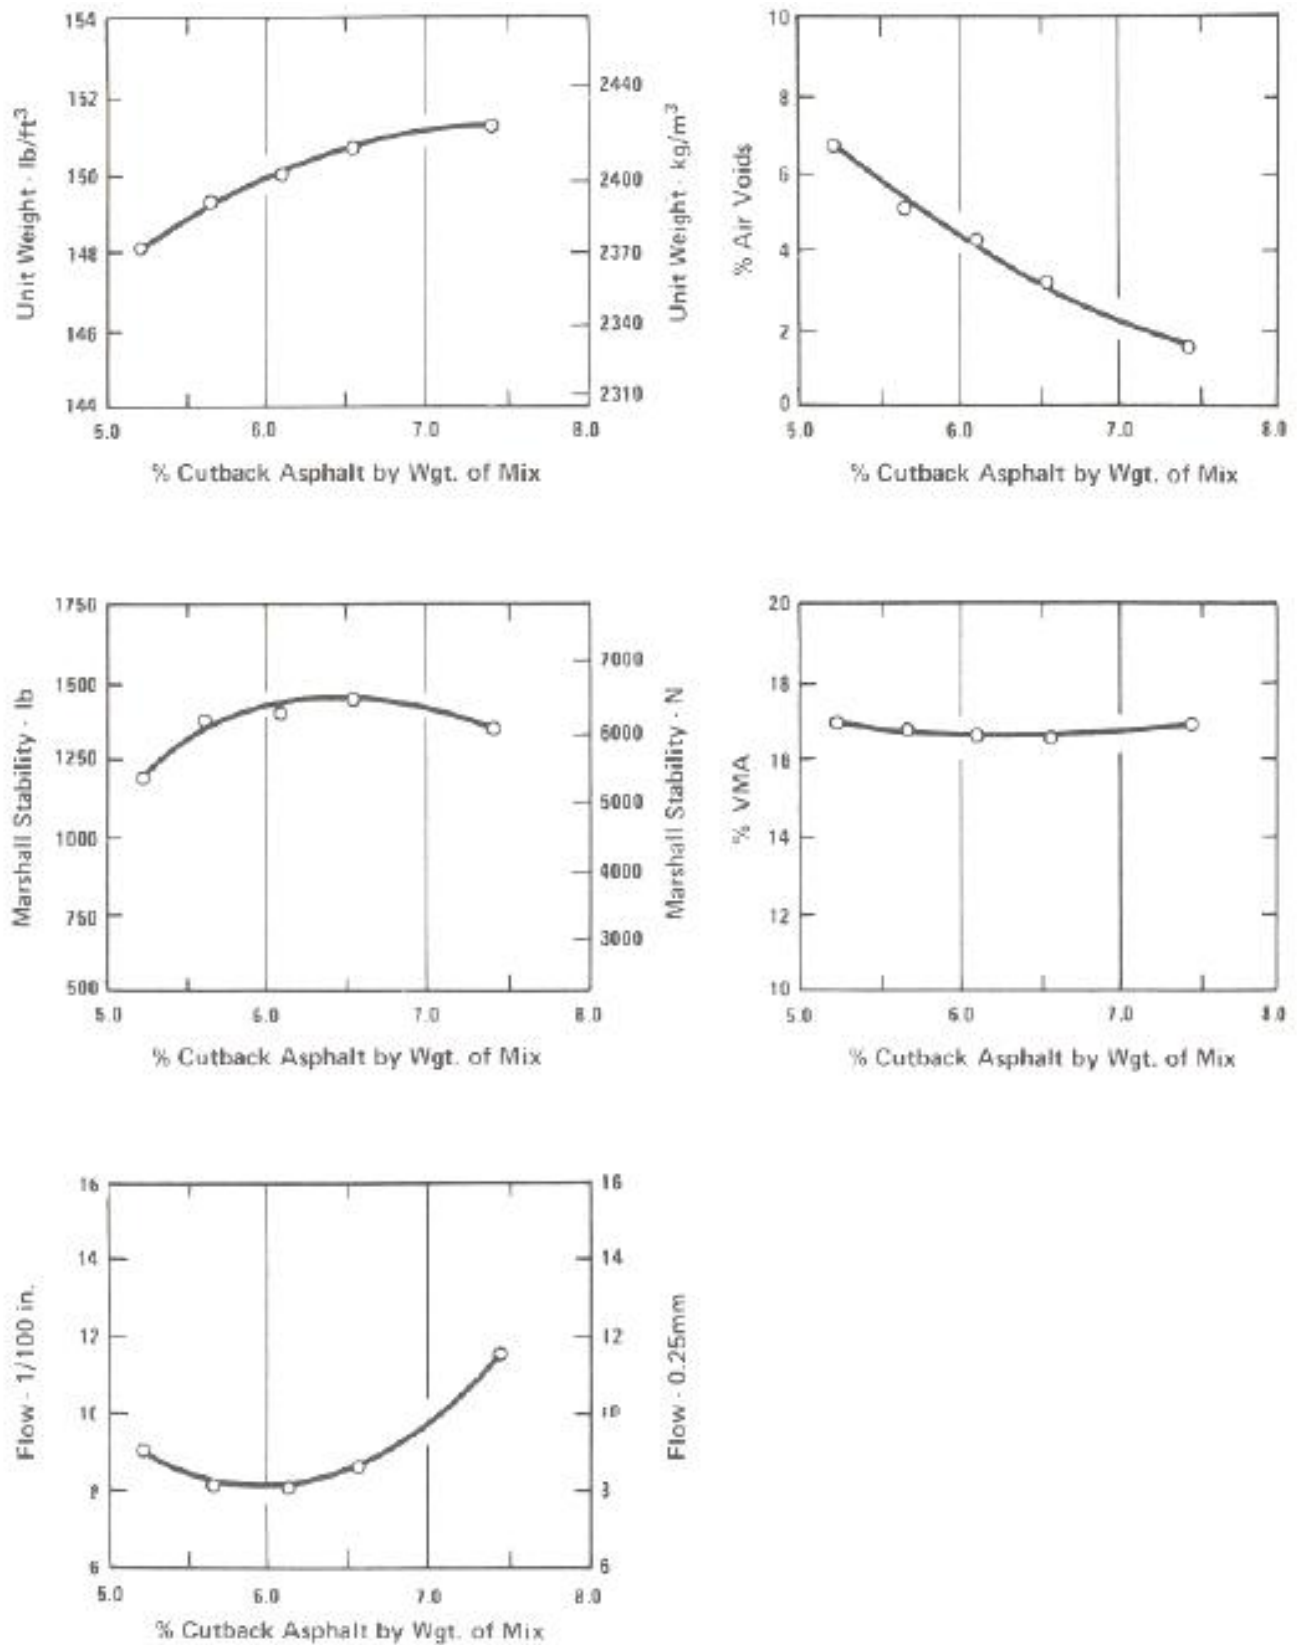 154
152
150
148
146
144
Unit Weight - lb/ft³
2440
2400
2370
2340
2310
Unit Weight - kg/m³
5.0 6.0 7.0 8.0
% Cutback Asphalt by Wgt. of Mix
10
8
6
4
2
0
% Air Voids
5.0 6.0 7.0 8.0
% Cutback Asphalt by Wgt. of Mix
1750
1500
1250
1000
750
500
Marshall Stability - lb
7000
6000
5000
4000
3000
Marshall Stability - N
5.0 6.0 7.0 8.0
% Cutback Asphalt by Wgt. of Mix
20
18
16
14
12
10
% VMA
5.0 6.0 7.0 8.0
% Cutback Asphalt by Wgt. of Mix
16
14
12
10
8
6
Flow - 1/100 in.
16
14
12
10
8
6
Flow - 0.25mm
5.0 6.0 7.0 8.0
% Cutback Asphalt by Wgt. of Mix